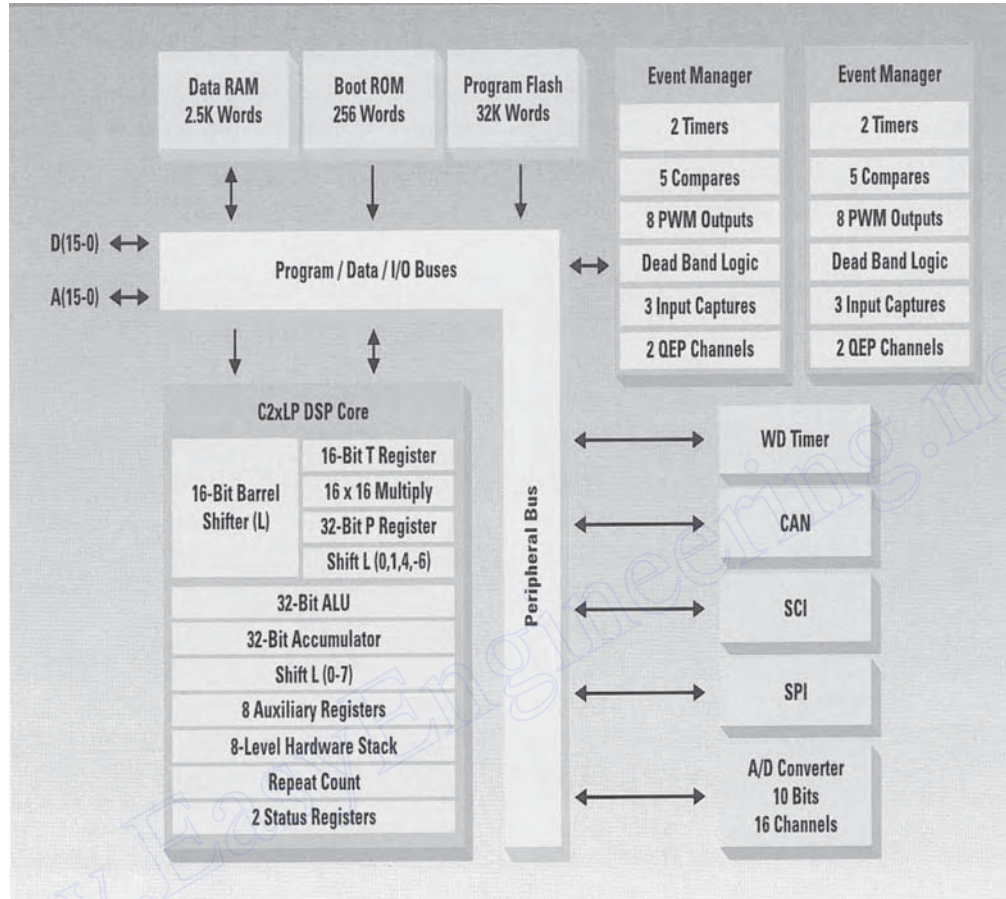 Data RAM
2.5K Words
Boot ROM
256 Words
Program Flash
32K Words
Event Manager
2 Timers
5 Compares
8 PWM Outputs
Dead Band Logic
3 Input Captures
2 QEP Channels
Event Manager
2 Timers
5 Compares
8 PWM Outputs
Dead Band Logic
3 Input Captures
2 QEP Channels
D(15-0)
A(15-0)
Program / Data / I/O Buses
Peripheral Bus
C2xLP DSP Core
16-Bit Barrel
Shifter (L)
16-Bit T Register
16 x 16 Multiply
32-Bit P Register
Shift L (0,1,4,-6)
32-Bit ALU
32-Bit Accumulator
Shift L (0-7)
8 Auxiliary Registers
8-Level Hardware Stack
Repeat Count
2 Status Registers
WD Timer
CAN
SCI
SPI
A/D Converter
10 Bits
16 Channels